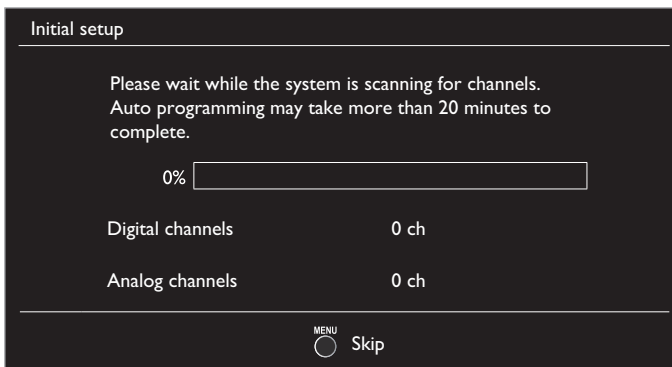 Initial setup
Please wait while the system is scanning for channels.
Auto programming may take more than 20 minutes to
complete.
0%
Digital channels 0 ch
Analog channels 0 ch
MENU Skip